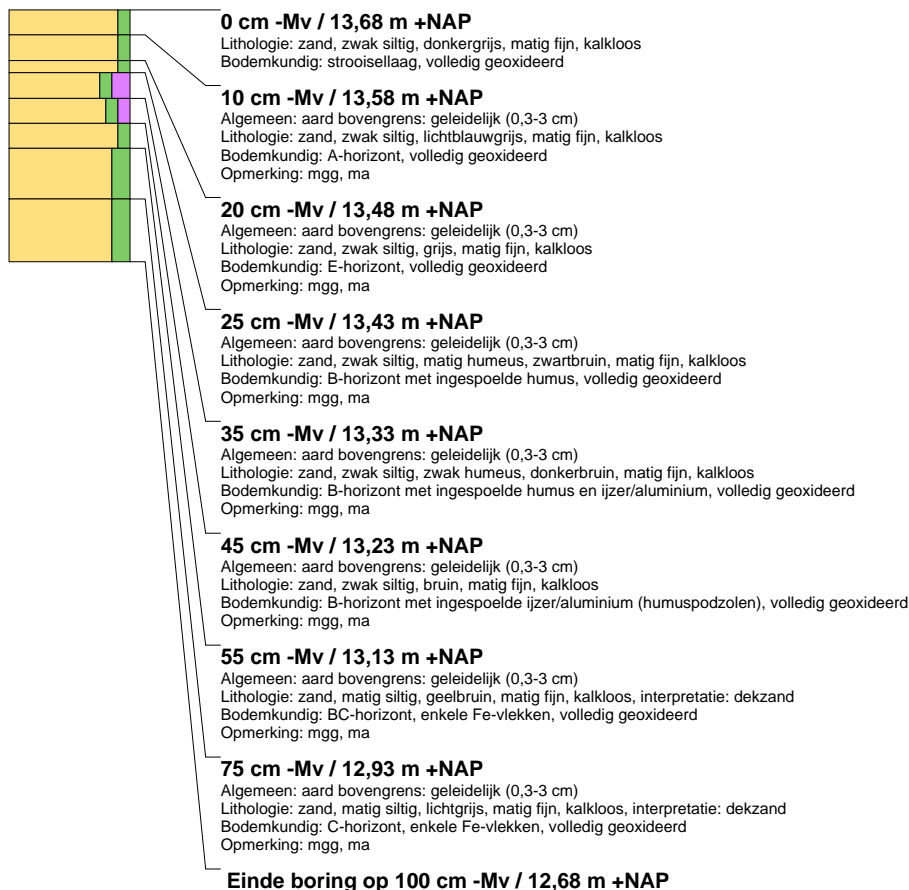 0 cm -Mv / 13,68 m +NAP
Lithologie: zand, zwak siltig, donkergrijs, matig fijn, kalkloos
Bodemkundig: strooisellaag, volledig geoxideerd
10 cm -Mv / 13,58 m +NAP
Algemeen: aard bovengrens: geleidelijk (0,3-3 cm)
Lithologie: zand, zwak siltig, lichtblauwgrijs, matig fijn, kalkloos
Bodemkundig: A-horizont, volledig geoxideerd
Opmerking: mgg, ma
20 cm -Mv / 13,48 m +NAP
Algemeen: aard bovengrens: geleidelijk (0,3-3 cm)
Lithologie: zand, zwak siltig, grijs, matig fijn, kalkloos
Bodemkundig: E-horizont, volledig geoxideerd
Opmerking: mgg, ma
25 cm -Mv / 13,43 m +NAP
Algemeen: aard bovengrens: geleidelijk (0,3-3 cm)
Lithologie: zand, zwak siltig, matig humeus, zwartbruin, matig fijn, kalkloos
Bodemkundig: B-horizont met ingespoelde humus, volledig geoxideerd
Opmerking: mgg, ma
35 cm -Mv / 13,33 m +NAP
Algemeen: aard bovengrens: geleidelijk (0,3-3 cm)
Lithologie: zand, zwak siltig, zwak humeus, donkerbruin, matig fijn, kalkloos
Bodemkundig: B-horizont met ingespoelde humus en ijzer/aluminium, volledig geoxideerd
Opmerking: mgg, ma
45 cm -Mv / 13,23 m +NAP
Algemeen: aard bovengrens: geleidelijk (0,3-3 cm)
Lithologie: zand, zwak siltig, bruin, matig fijn, kalkloos
Bodemkundig: B-horizont met ingespoelde ijzer/aluminium (humuspodzolen), volledig geoxideerd
Opmerking: mgg, ma
55 cm -Mv / 13,13 m +NAP
Algemeen: aard bovengrens: geleidelijk (0,3-3 cm)
Lithologie: zand, matig siltig, geelbruin, matig fijn, kalkloos, interpretatie: dekzand
Bodemkundig: BC-horizont, enkele Fe-vlekken, volledig geoxideerd
Opmerking: mgg, ma
75 cm -Mv / 12,93 m +NAP
Algemeen: aard bovengrens: geleidelijk (0,3-3 cm)
Lithologie: zand, matig siltig, lichtgrijs, matig fijn, kalkloos, interpretatie: dekzand
Bodemkundig: C-horizont, enkele Fe-vlekken, volledig geoxideerd
Opmerking: mgg, ma
Einde boring op 100 cm -Mv / 12,68 m +NAP